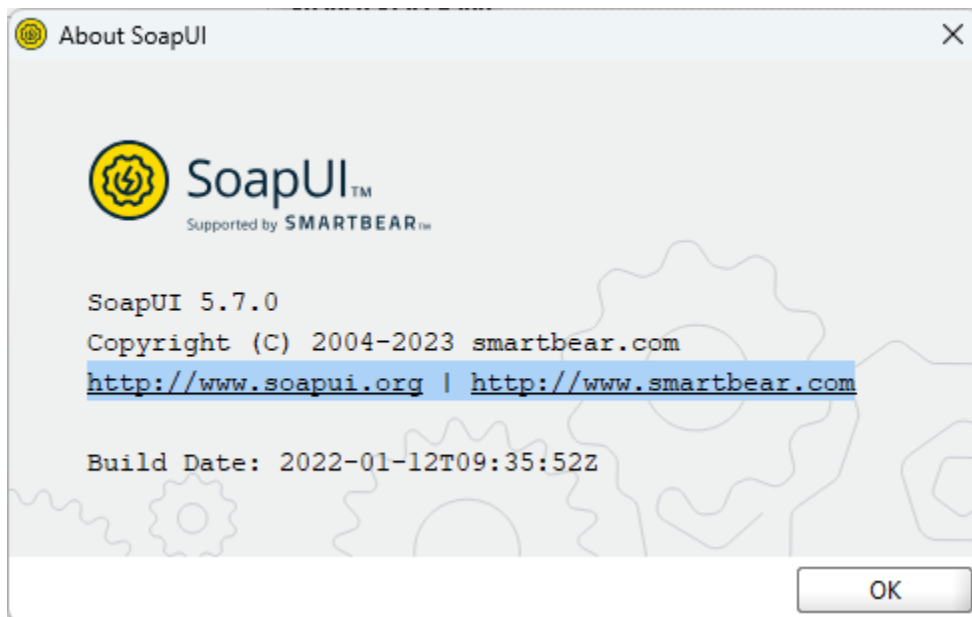 About SoapUI
SoapUI™
Supported by SMARTBEAR™
SoapUI 5.7.0
Copyright (C) 2004-2023 smartbear.com
http://www.soapui.org | http://www.smartbear.com
Build Date: 2022-01-12T09:35:52Z
OK